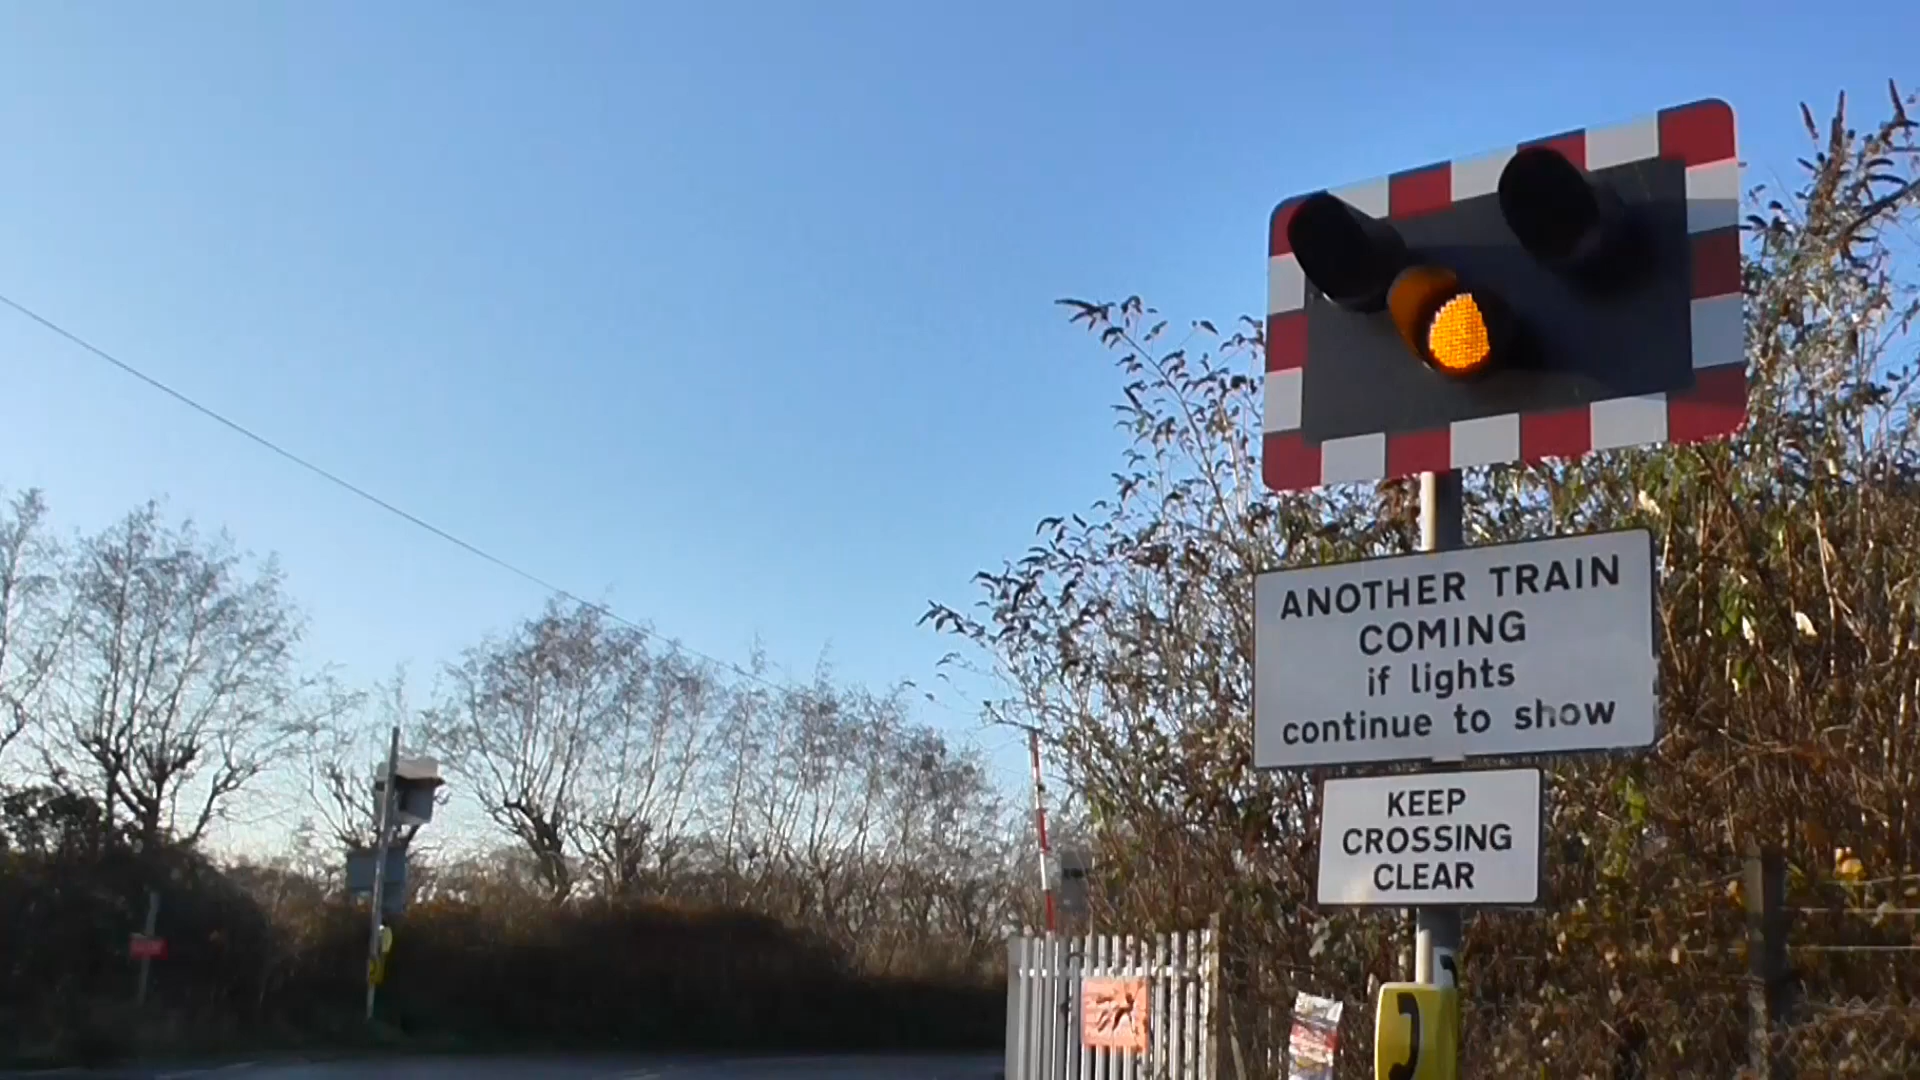 ANOTHER TRAIN
COMING
if lights
continue to show
KEEP
CROSSING
CLEAR